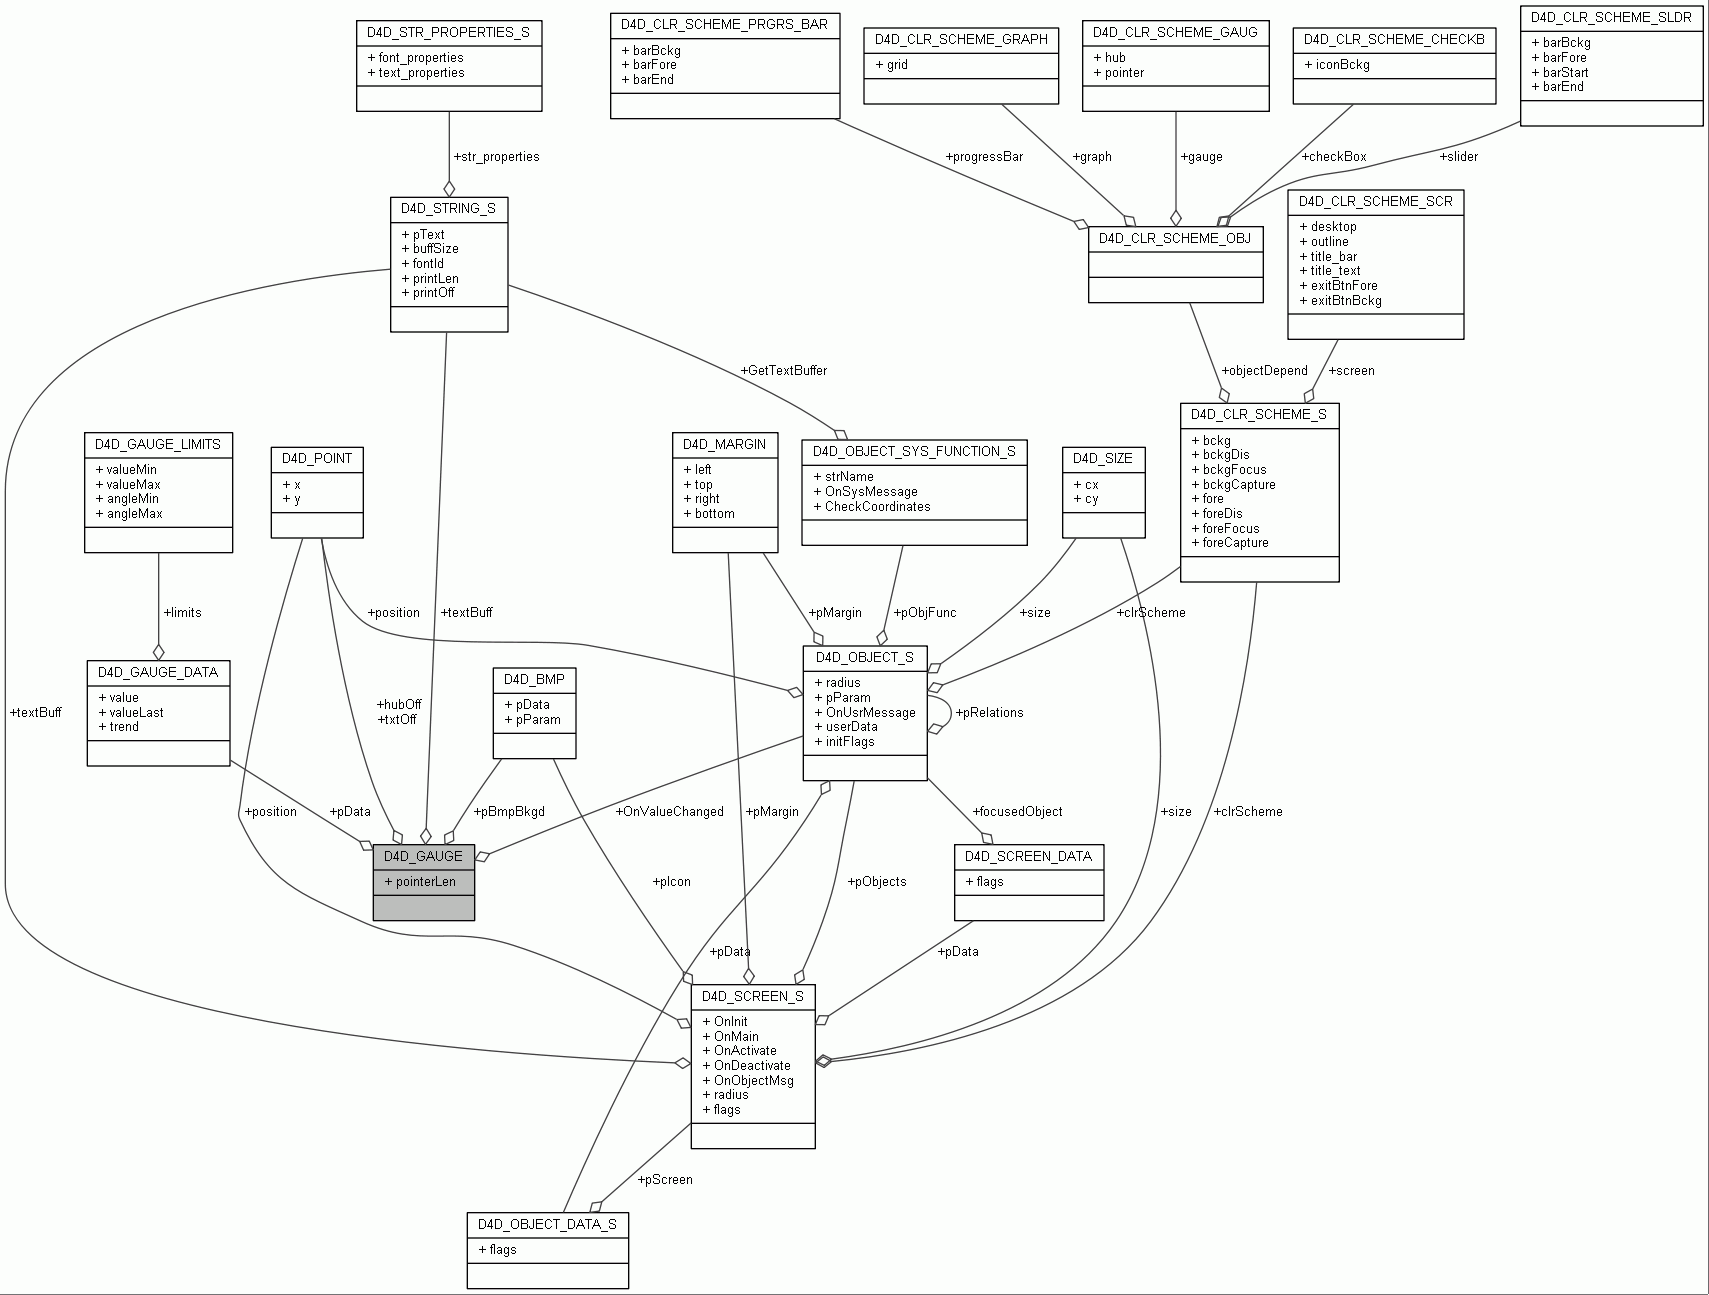 D4D_STR_PROPERTIES_S
+ font_properties
+ text_properties
D4D_CLR_SCHEME_PRGRS_BAR
+ barBckg
+ barFore
+ barEnd
D4D_CLR_SCHEME_GRAPH
+ grid
D4D_CLR_SCHEME_GAUG
+ hub
+ pointer
D4D_CLR_SCHEME_CHECKB
+ iconBckg
D4D_CLR_SCHEME_SLDR
+ barBckg
+ barFore
+ barStart
+ barEnd
+str_properties
+progressBar
+graph
+gauge
+checkBox
+slider
D4D_STRING_S
+ pText
+ buffSize
+ fontId
+ printLen
+ printOff
D4D_CLR_SCHEME_OBJ
D4D_CLR_SCHEME_SCR
+ desktop
+ outline
+ title_bar
+ title_text
+ exitBtnFore
+ exitBtnBckg
+GetTextBuffer
+objectDepend
+screen
D4D_GAUGE_LIMITS
+ valueMin
+ valueMax
+ angleMin
+ angleMax
D4D_POINT
+ x
+ y
D4D_MARGIN
+ left
+ top
+ right
+ bottom
D4D_OBJECT_SYS_FUNCTION_S
+ strName
+ OnSysMessage
+ CheckCoordinates
D4D_SIZE
+ cx
+ cy
D4D_CLR_SCHEME_S
+ bckg
+ bckgDis
+ bckgFocus
+ bckgCapture
+ fore
+ foreDis
+ foreFocus
+ foreCapture
+limits
+position
+textBuff
+pMargin
+pObjFunc
+size
+clrScheme
+textBuff
D4D_GAUGE_DATA
+ value
+ valueLast
+ trend
+hubOff
+txtOff
D4D_BMP
+ pData
+ pParam
D4D_OBJECT_S
+ radius
+ pParam
+ OnUsrMessage
+ userData
+ initFlags
+pRelations
+position
+pData
+pBmpBkgd
+OnValueChanged
+pMargin
+focusedObject
+size
+clrScheme
D4D_GAUGE
+ pointerLen
+pIcon
+pObjects
D4D_SCREEN_DATA
+ flags
+pData
+pData
D4D_SCREEN_S
+ OnInit
+ OnMain
+ OnActivate
+ OnDeactivate
+ OnObjectMsg
+ radius
+ flags
+pScreen
D4D_OBJECT_DATA_S
+ flags